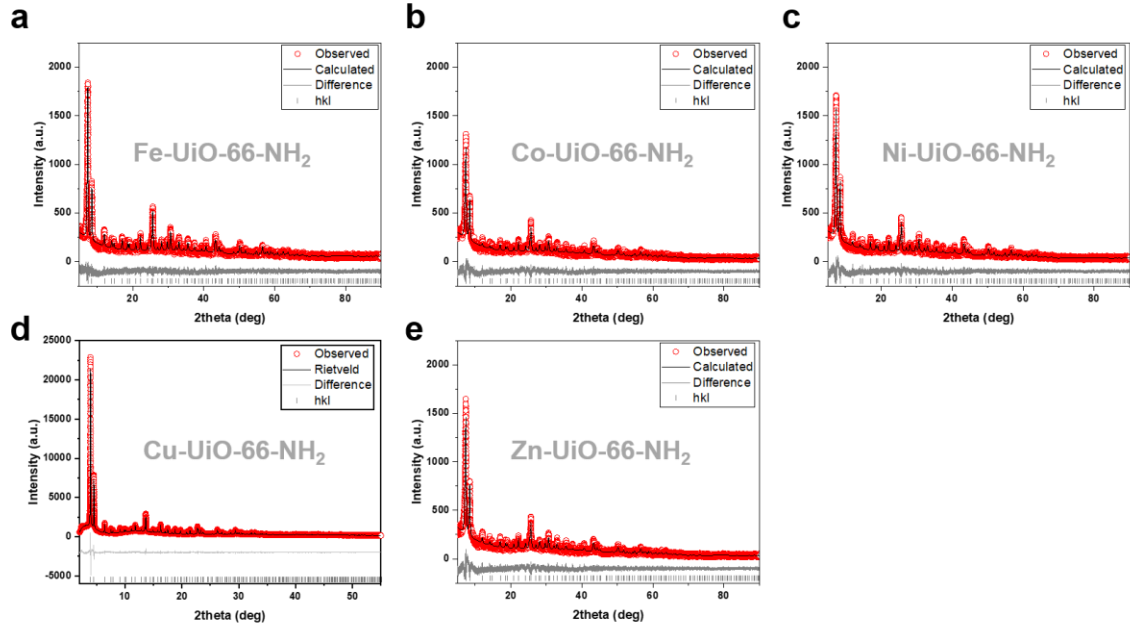 a
2000
1500
1000
500
0
Intensity (a.u.)
Observed
Calculated
Difference
hkl
Fe-UiO-66-NH2
20 40 60 80
2theta (deg)
b
2000
1500
1000
500
0
Intensity (a.u.)
Observed
Calculated
Difference
hkl
Co-UiO-66-NH2
20 40 60 80
2theta (deg)
c
2000
1500
1000
500
0
Intensity (a.u.)
Observed
Calculated
Difference
hkl
Ni-UiO-66-NH2
20 40 60 80
2theta (deg)
d
25000
20000
15000
10000
5000
0
-5000
Intensity (a.u.)
Observed
Rietveld
Difference
hkl
Cu-UiO-66-NH2
10 20 30 40 50
2theta (deg)
e
2000
1500
1000
500
0
Intensity (a.u.)
Observed
Calculated
Difference
hkl
Zn-UiO-66-NH2
20 40 60 80
2theta (deg)